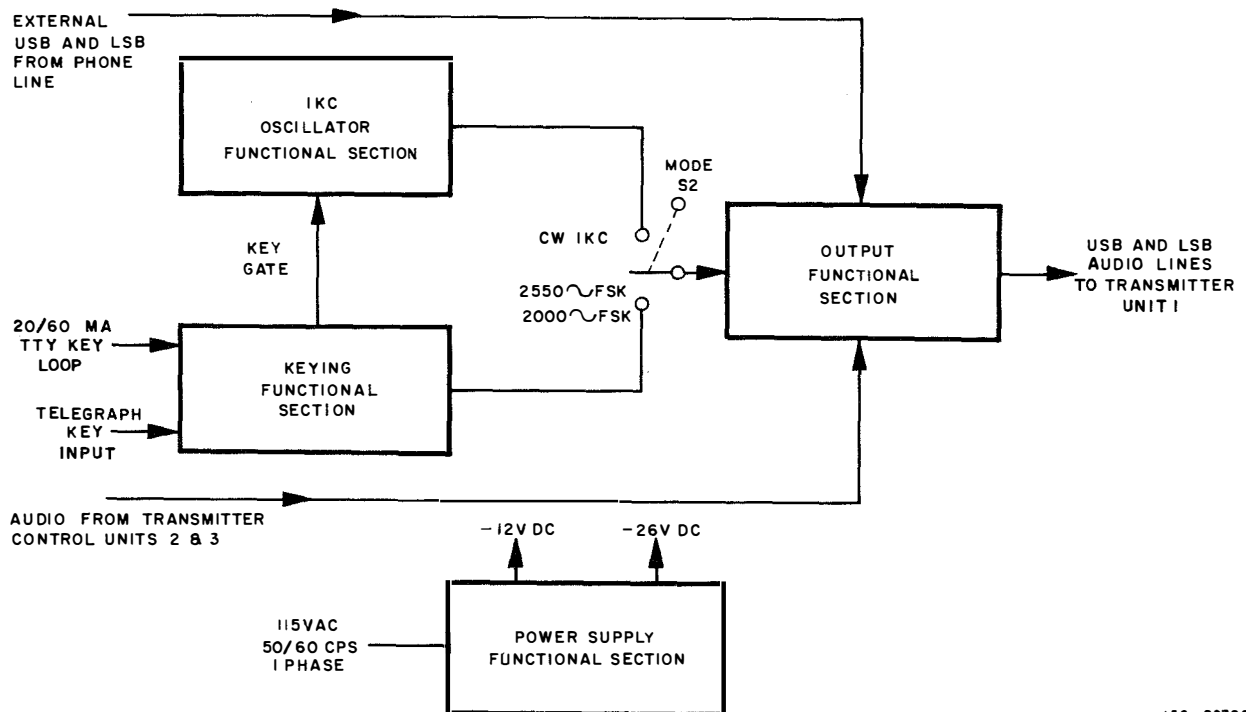 EXTERNAL
USB AND LSB
FROM PHONE
LINE
1KC
OSCILLATOR
FUNCTIONAL SECTION
MODE
S2
CW 1KC
KEY
GATE
OUTPUT
FUNCTIONAL
SECTION
USB AND LSB
AUDIO LINES
TO TRANSMITTER
UNIT 1
2550~FSK
2000~FSK
20/60 MA
TTY KEY
LOOP
KEYING
FUNCTIONAL
SECTION
TELEGRAPH
KEY
INPUT
AUDIO FROM TRANSMITTER
CONTROL UNITS 2 & 3
-12V DC
-26V DC
115VAC
50/60 CPS
1 PHASE
POWER SUPPLY
FUNCTIONAL SECTION